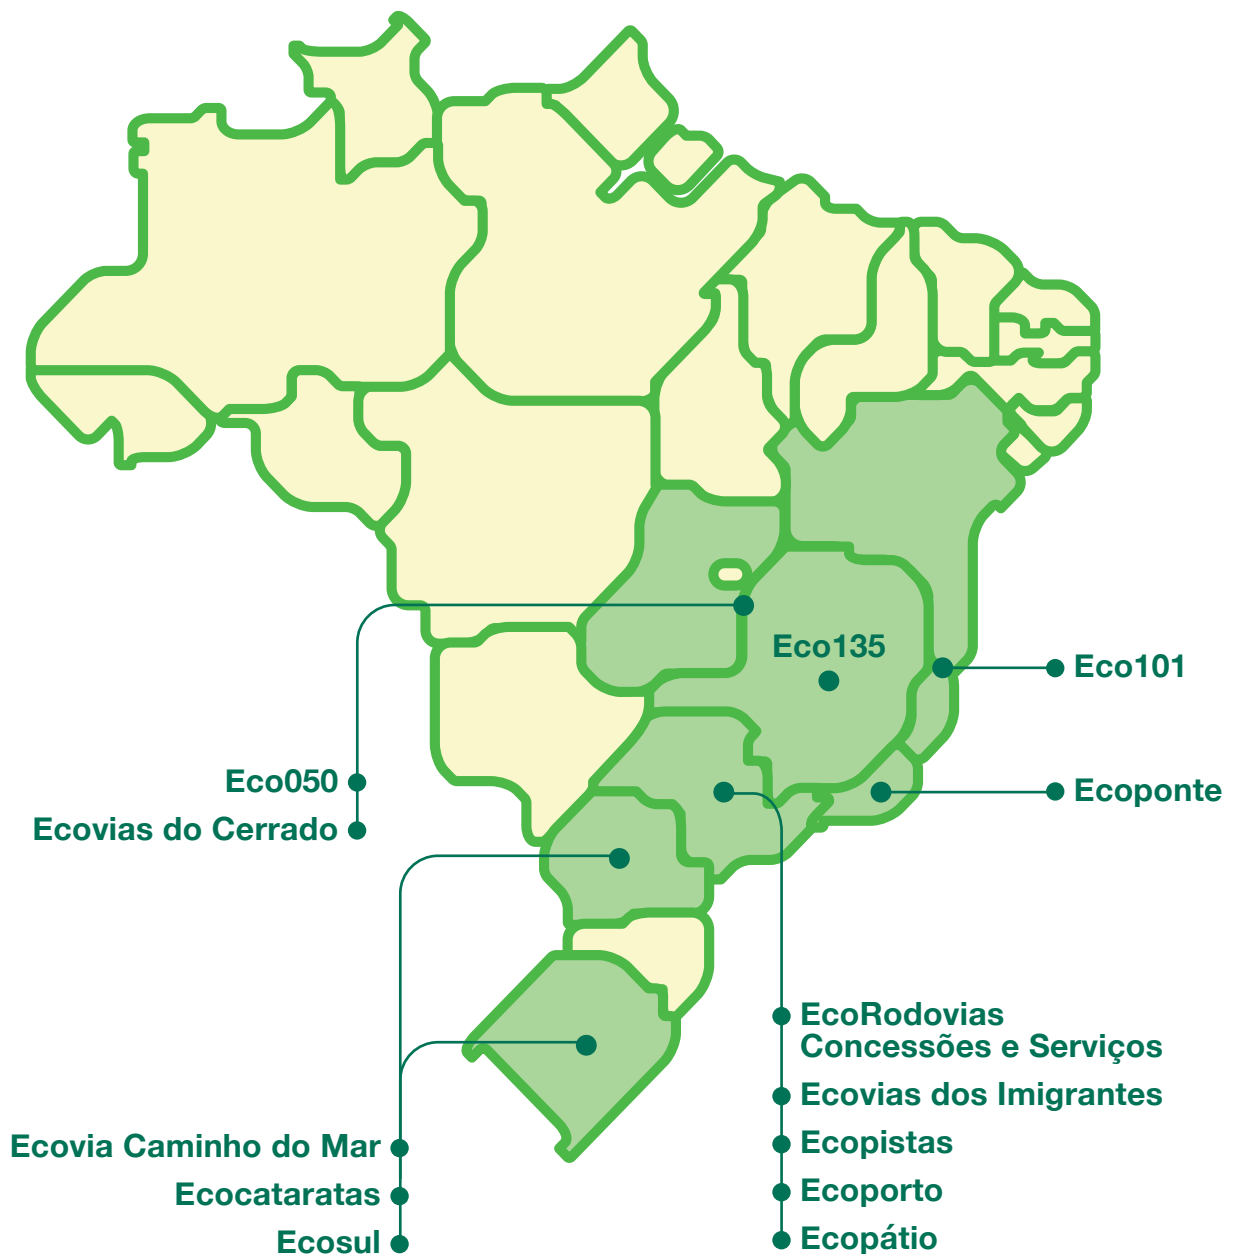 Eco135
Eco101
Eco050
Ecoponte
Ecovias do Cerrado
EcoRodovias
Concessões e Serviços
Ecovias dos Imigrantes
Ecopistas
Ecoporto
Ecopátio
Ecovia Caminho do Mar
Ecocataratas
Ecosul